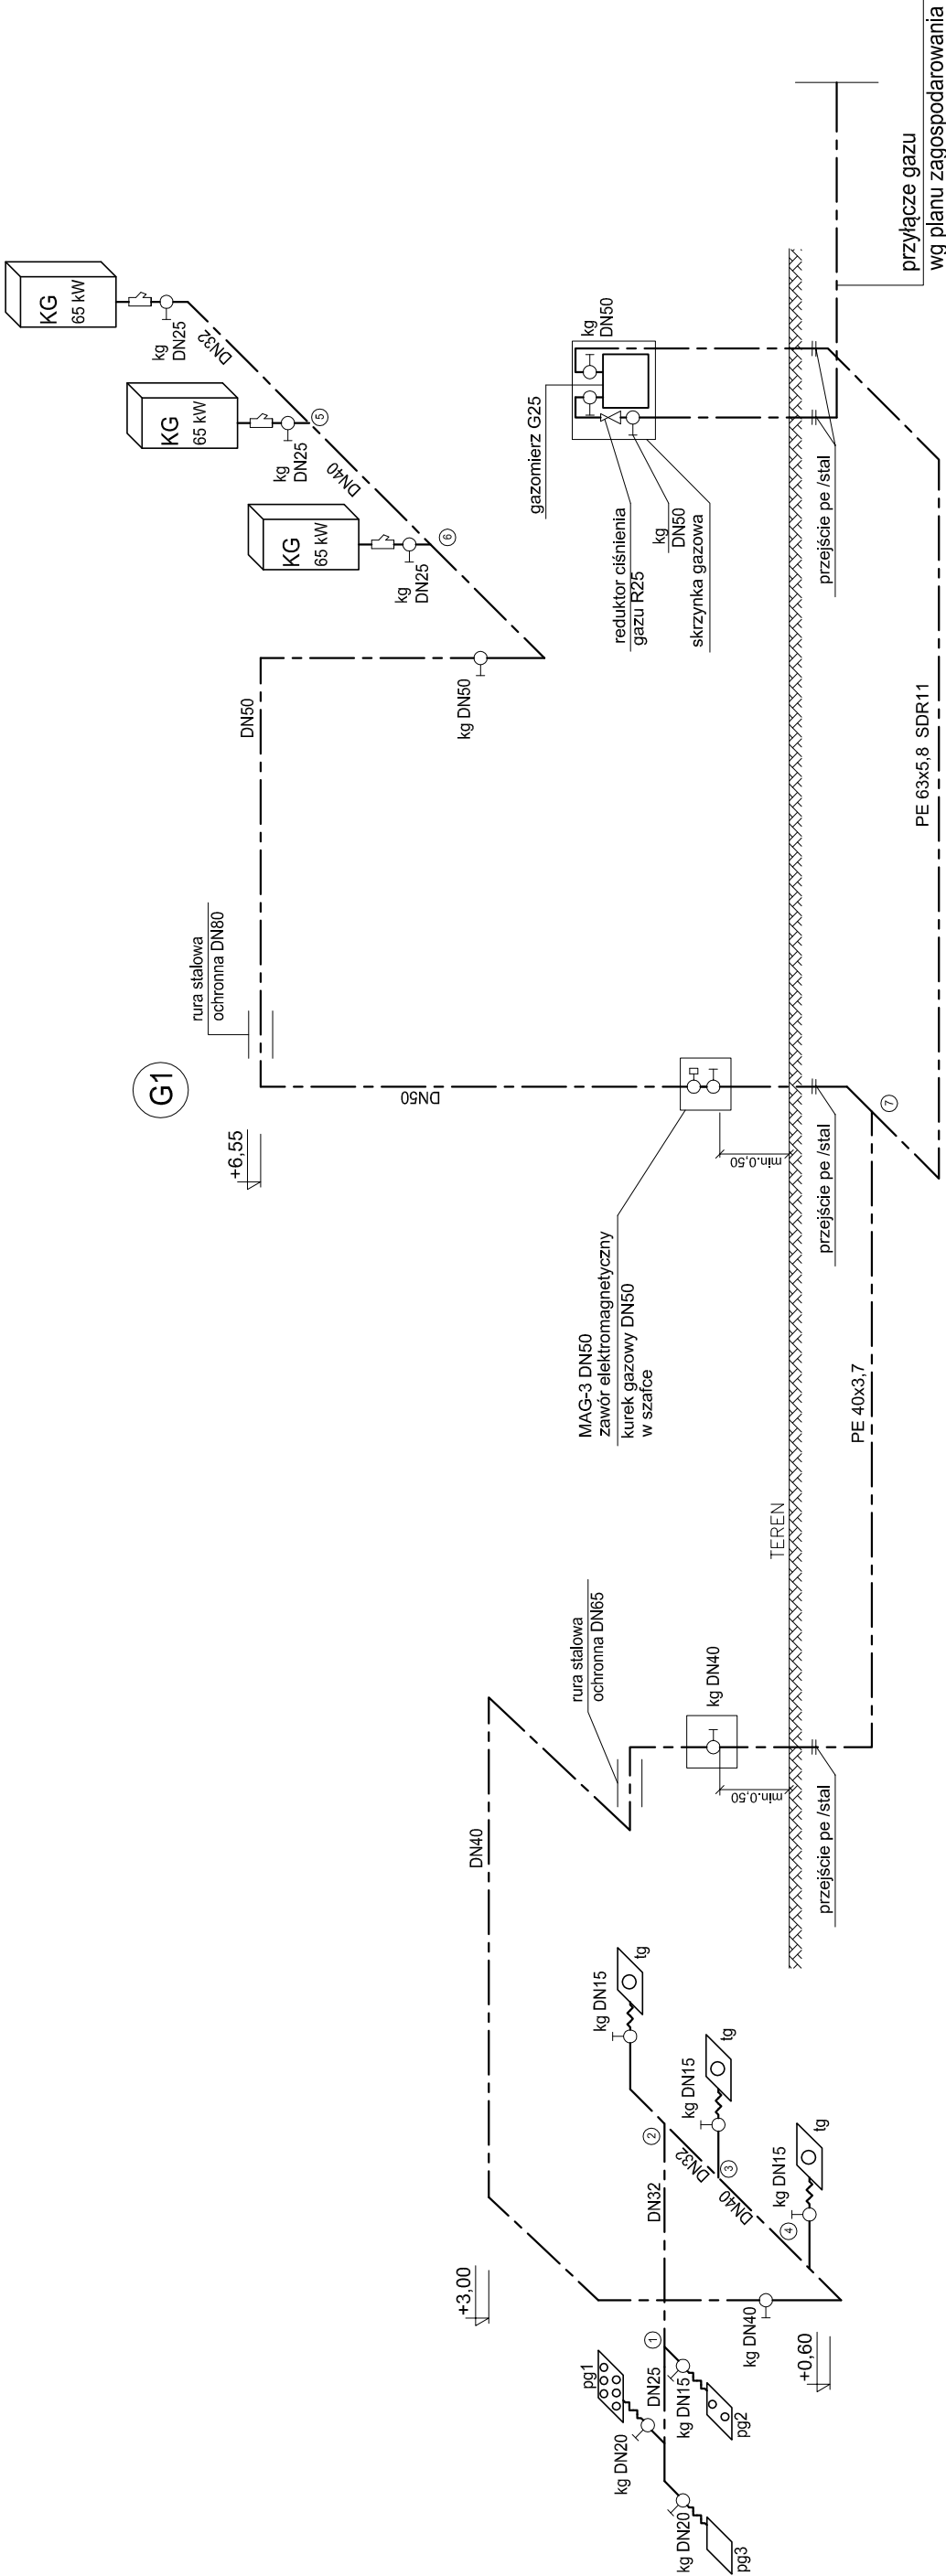 G1
+6,55
rura stalowa
ochronna DN80
DN50
DN50
kg DN50
KG
65 kW
kg
DN25
6
DN40
KG
65 kW
kg
DN25
5
DN32
KG
65 kW
kg
DN25
gazomierz G25
kg
DN50
reduktor ciśnienia
gazu R25
kg
DN50
skrzynka gazowa
przejście pe /stal
przyłącze gazu
wg planu zagospodarowania
PE 63x5,8 SDR11
MAG-3 DN50
zawór elektromagnetyczny
kurek gazowy DN50
w szafce
min.0,50
przejście pe /stal
7
PE 40x3,7
TEREN
rura stalowa
ochronna DN65
kg DN40
min.0,50
przejście pe /stal
DN40
+3,00
kg DN15
tg
2
DN32
DN32
kg DN15
tg
3
DN40
kg DN15
tg
4
kg DN40
+0,60
1
DN25
pg1
kg DN20
kg DN15
pg2
kg DN20
pg3